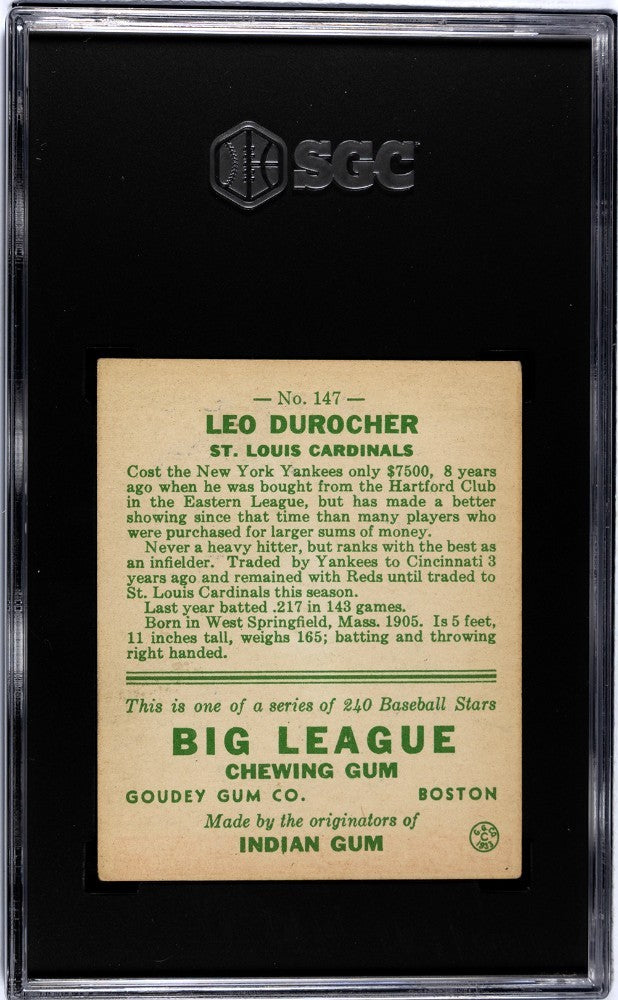 SGC
— No. 147 —
LEO DUROCHER
ST. LOUIS CARDINALS
Cost the New York Yankees only $7500, 8 years
ago when he was bought from the Hartford Club
in the Eastern League, but has made a better
showing since that time than many players who
were purchased for larger sums of money.
Never a heavy hitter, but ranks with the best as
an infielder. Traded by Yankees to Cincinnati 3
years ago and remained with Reds until traded to
St. Louis Cardinals this season.
Last year batted .217 in 143 games.
Born in West Springfield, Mass. 1905. Is 5 feet,
11 inches tall, weighs 165; batting and throwing
right handed.
This is one of a series of 240 Baseball Stars
BIG LEAGUE
CHEWING GUM
GOUDEY GUM CO. BOSTON
Made by the originators of
INDIAN GUM
G. G. CO.
C
1933